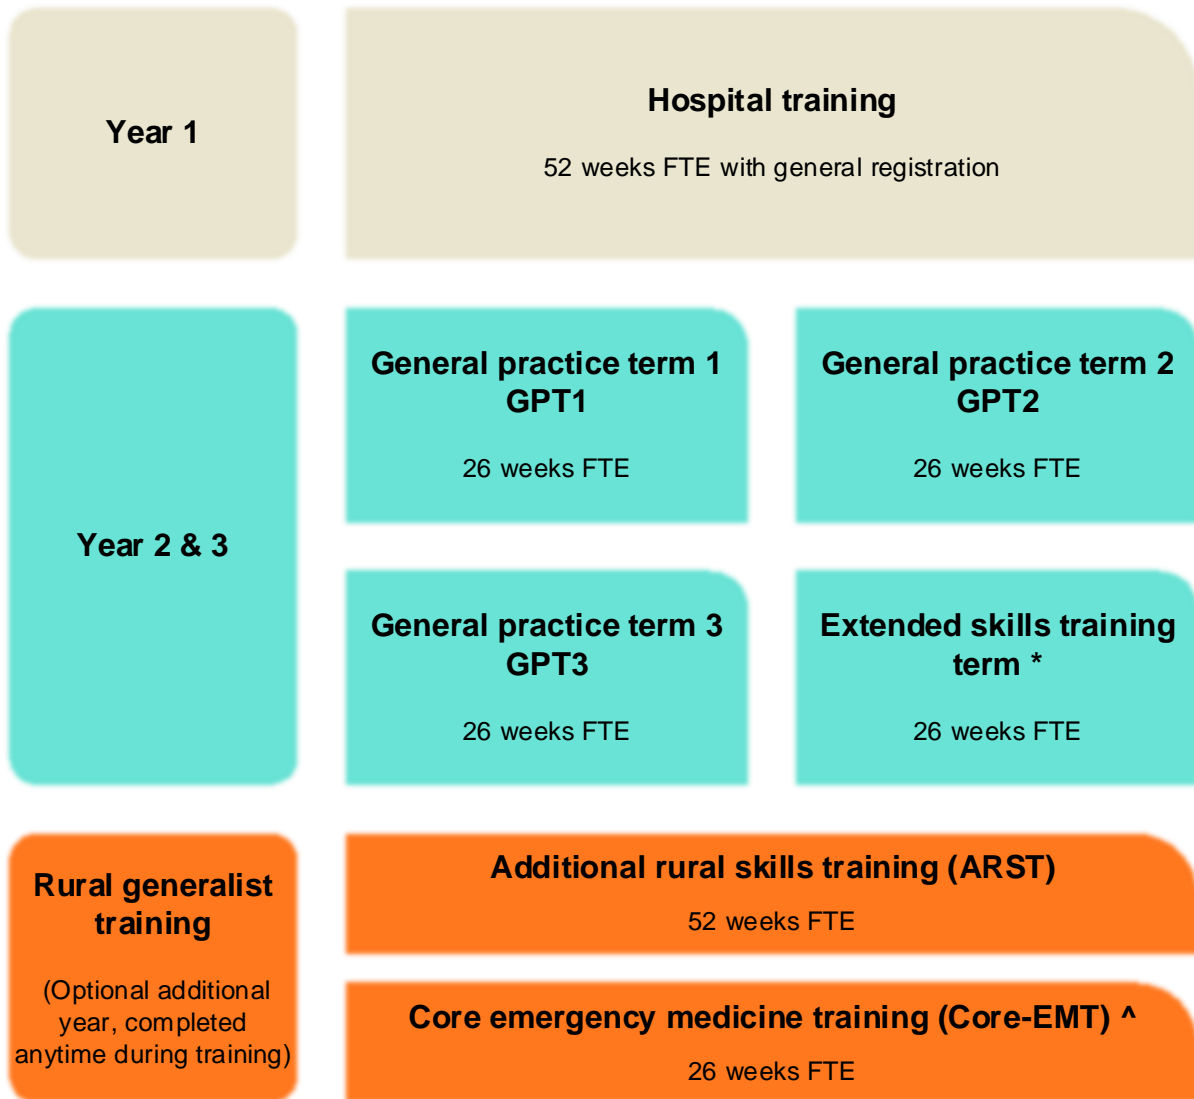 Year 1
Hospital training
52 weeks FTE with general registration
Year 2 & 3
General practice term 1
GPT1
26 weeks FTE
General practice term 2
GPT2
26 weeks FTE
General practice term 3
GPT3
26 weeks FTE
Extended skills training
term *
26 weeks FTE
Rural generalist
training
(Optional additional
year, completed
anytime during training)
Additional rural skills training (ARST)
52 weeks FTE
Core emergency medicine training (Core-EMT) ^
26 weeks FTE